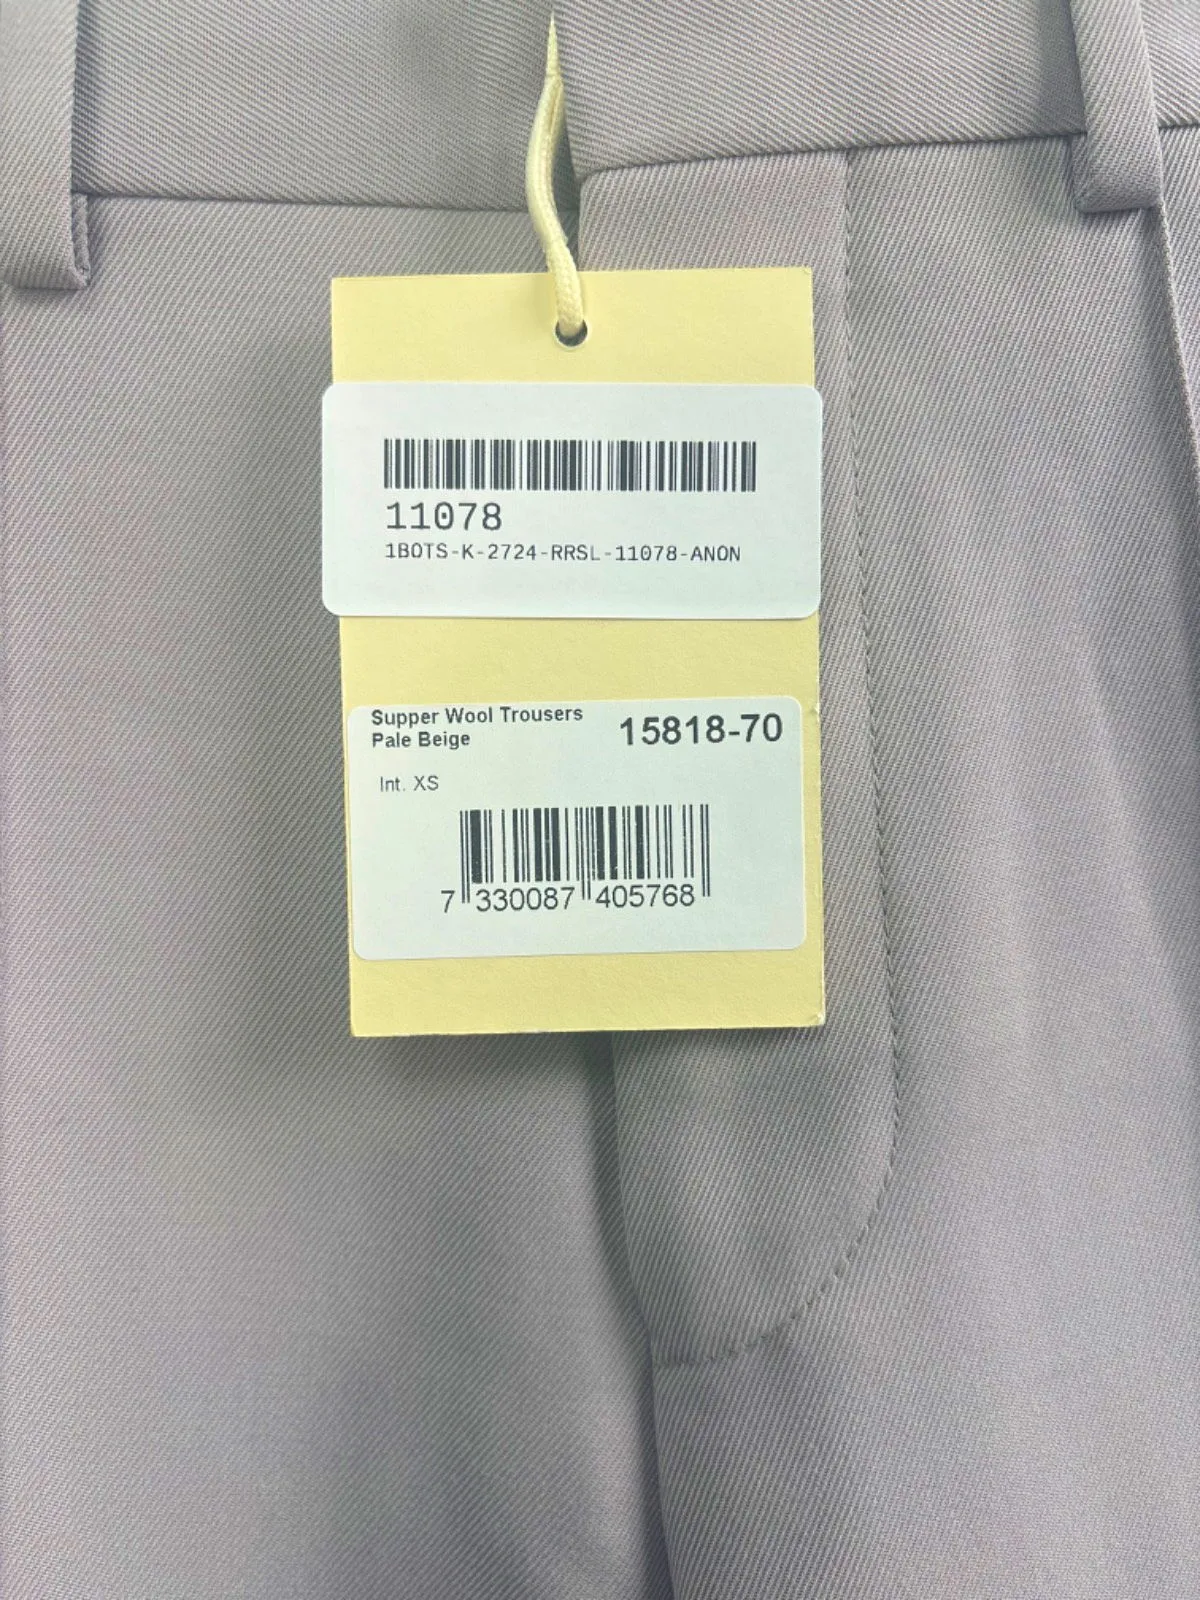 11078
1BOTS-K-2724-RRSL-11078-ANON
Supper Wool Trousers
Pale Beige
15818-70
Int. XS
7 330087 405768